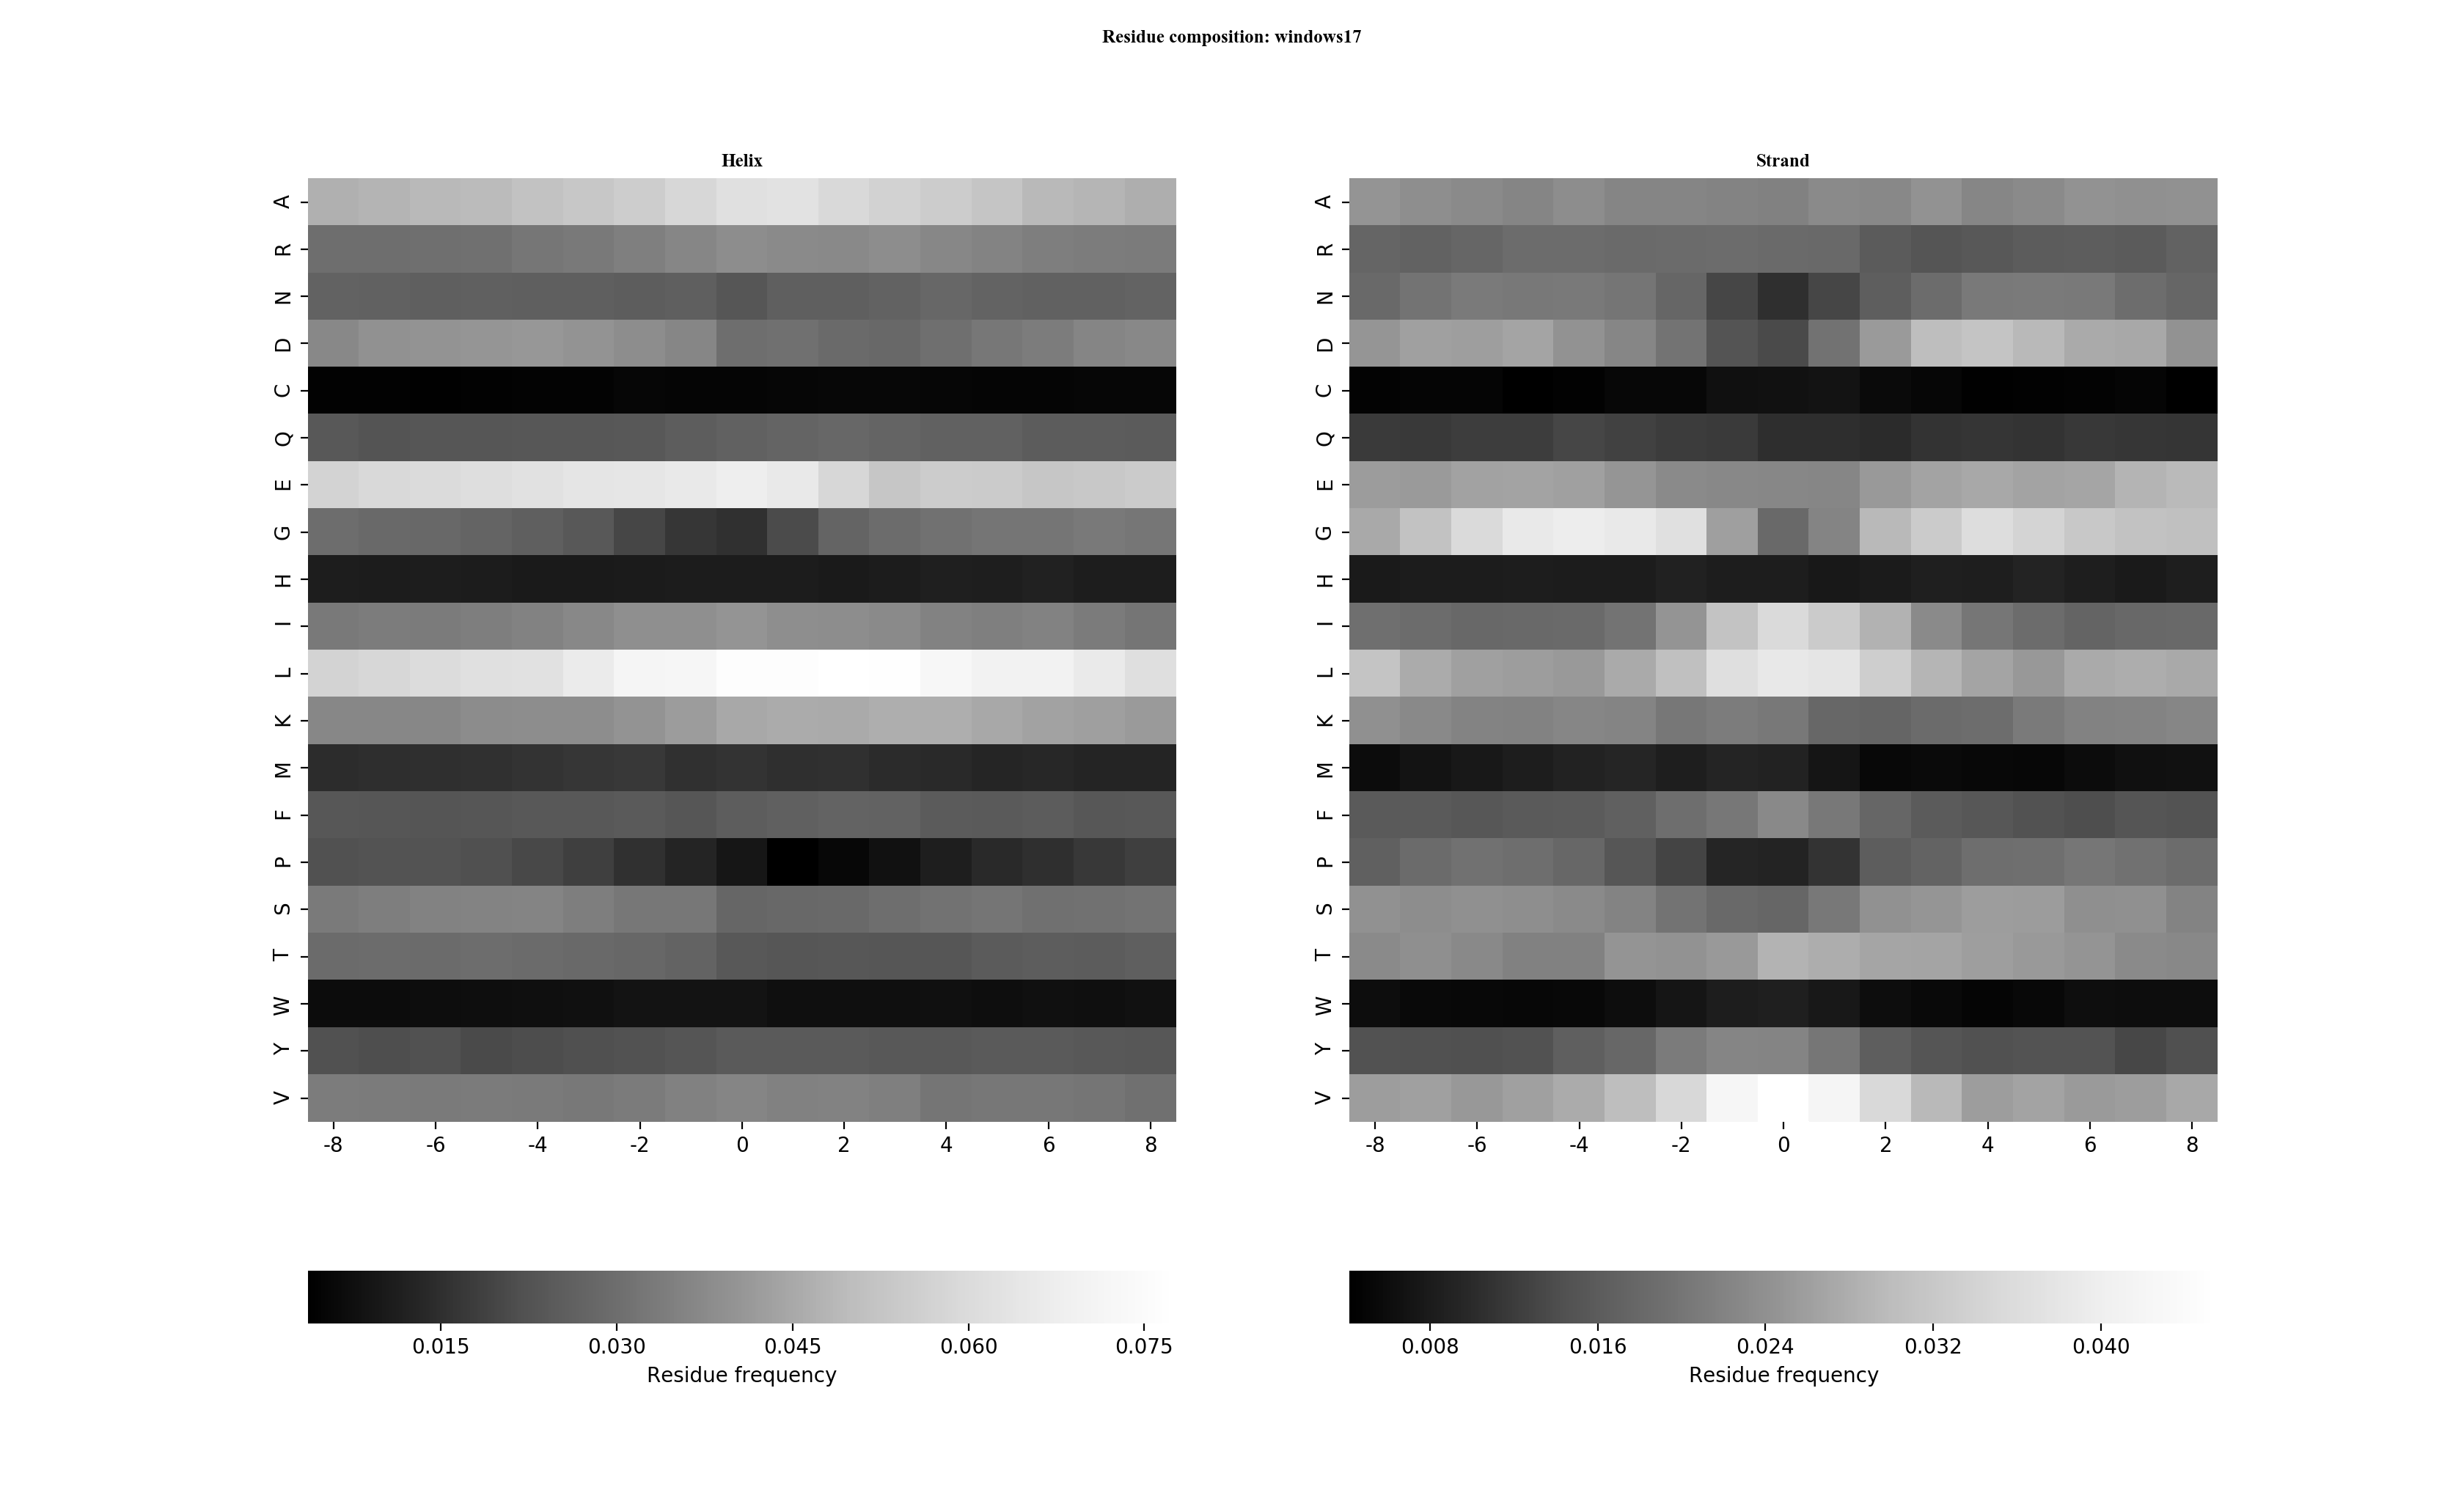 Residue composition: windows17
Helix
A
R
N
D
C
Q
E
G
H
I
L
K
M
F
P
S
T
W
Y
V
-8 -6 -4 -2 0 2 4 6 8
0.015 0.030 0.045 0.060 0.075
Residue frequency
Strand
A
R
N
D
C
Q
E
G
H
I
L
K
M
F
P
S
T
W
Y
V
-8 -6 -4 -2 0 2 4 6 8
0.008 0.016 0.024 0.032 0.040
Residue frequency